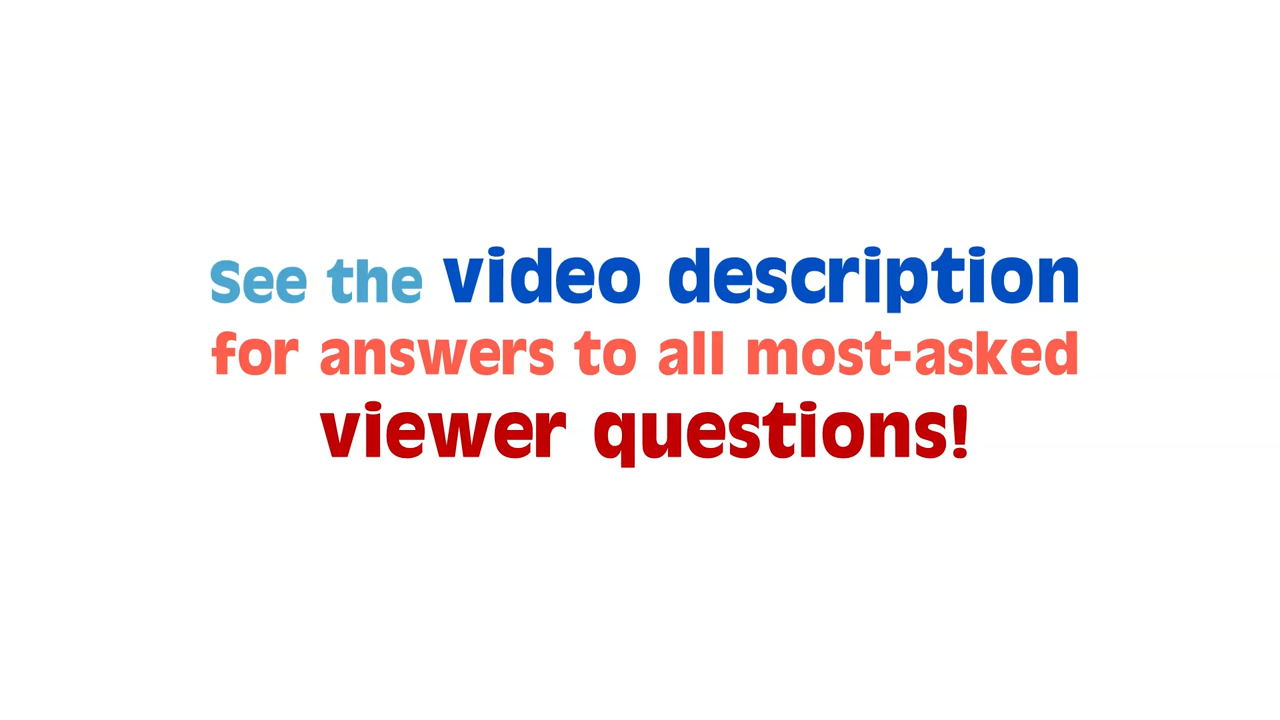 See the video description
for answers to all most-asked
viewer questions!